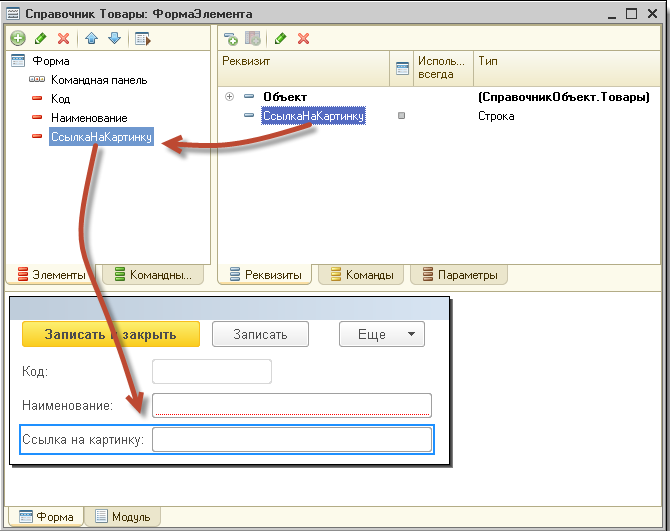 Справочник Товары: ФормаЭлемента
Форма
Командная панель
Код
Наименование
СсылкаНаКартинку
Элементы
Командны...
Реквизит
Исполь... всегда
Тип
Объект
(СправочникОбъект.Товары)
СсылкаНаКартинку
Строка
Реквизиты
Команды
Параметры
Записать и закрыть
Записать
Еще
Код:
Наименование:
Ссылка на картинку:
Форма
Модуль